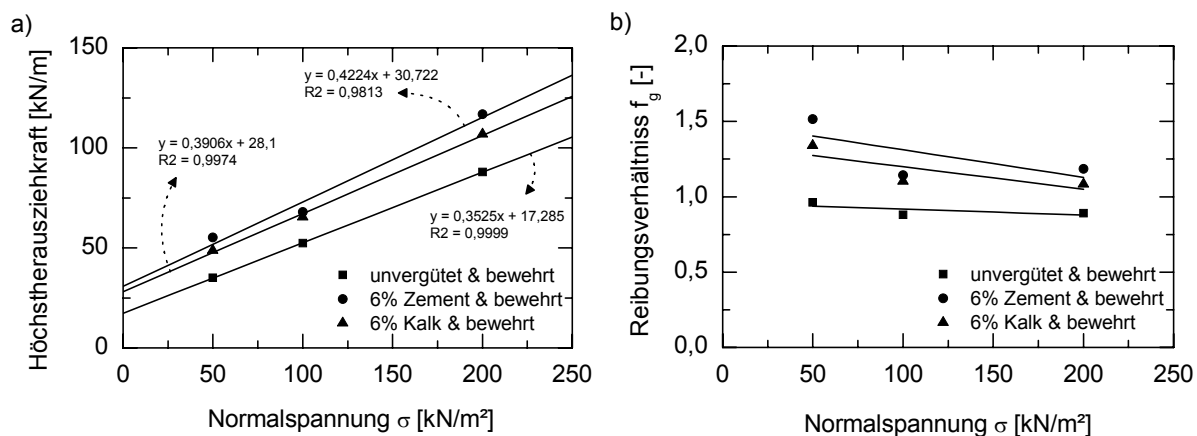 a)
Höchstherausziehkraft [kN/m]
150
100
50
0
y = 0,4224x + 30,722
R2 = 0,9813
y = 0,3906x + 28,1
R2 = 0,9974
y = 0,3525x + 17,285
R2 = 0,9999
unvergütet & bewehrt
6% Zement & bewehrt
6% Kalk & bewehrt
0 50 100 150 200 250
Normalspannung σ [kN/m²]
b)
Reibungsverhältniss f_g [-]
2,0
1,5
1,0
0,5
0,0
unvergütet & bewehrt
6% Zement & bewehrt
6% Kalk & bewehrt
0 50 100 150 200 250
Normalspannung σ [kN/m²]